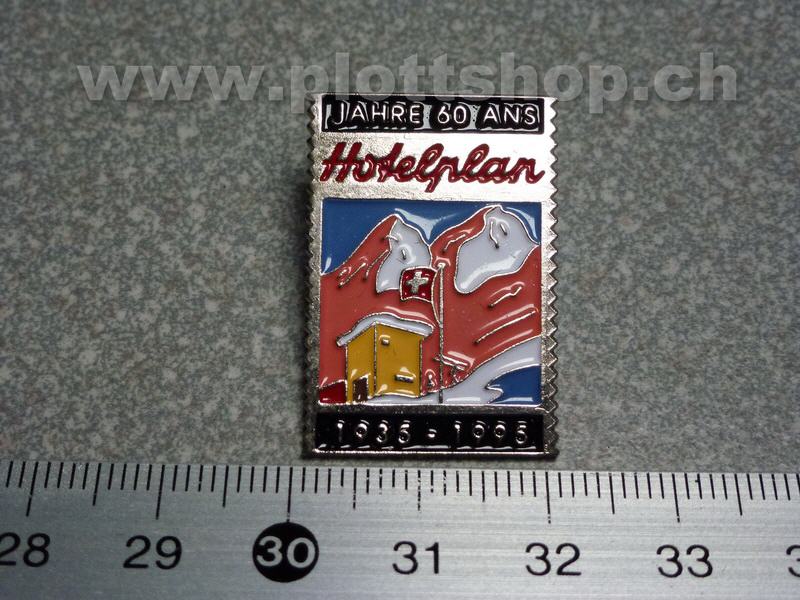 www.plottshop.ch
JAHRE 60 ANS
Hotelplan
1935 - 1995
28 29 30 31 32 33